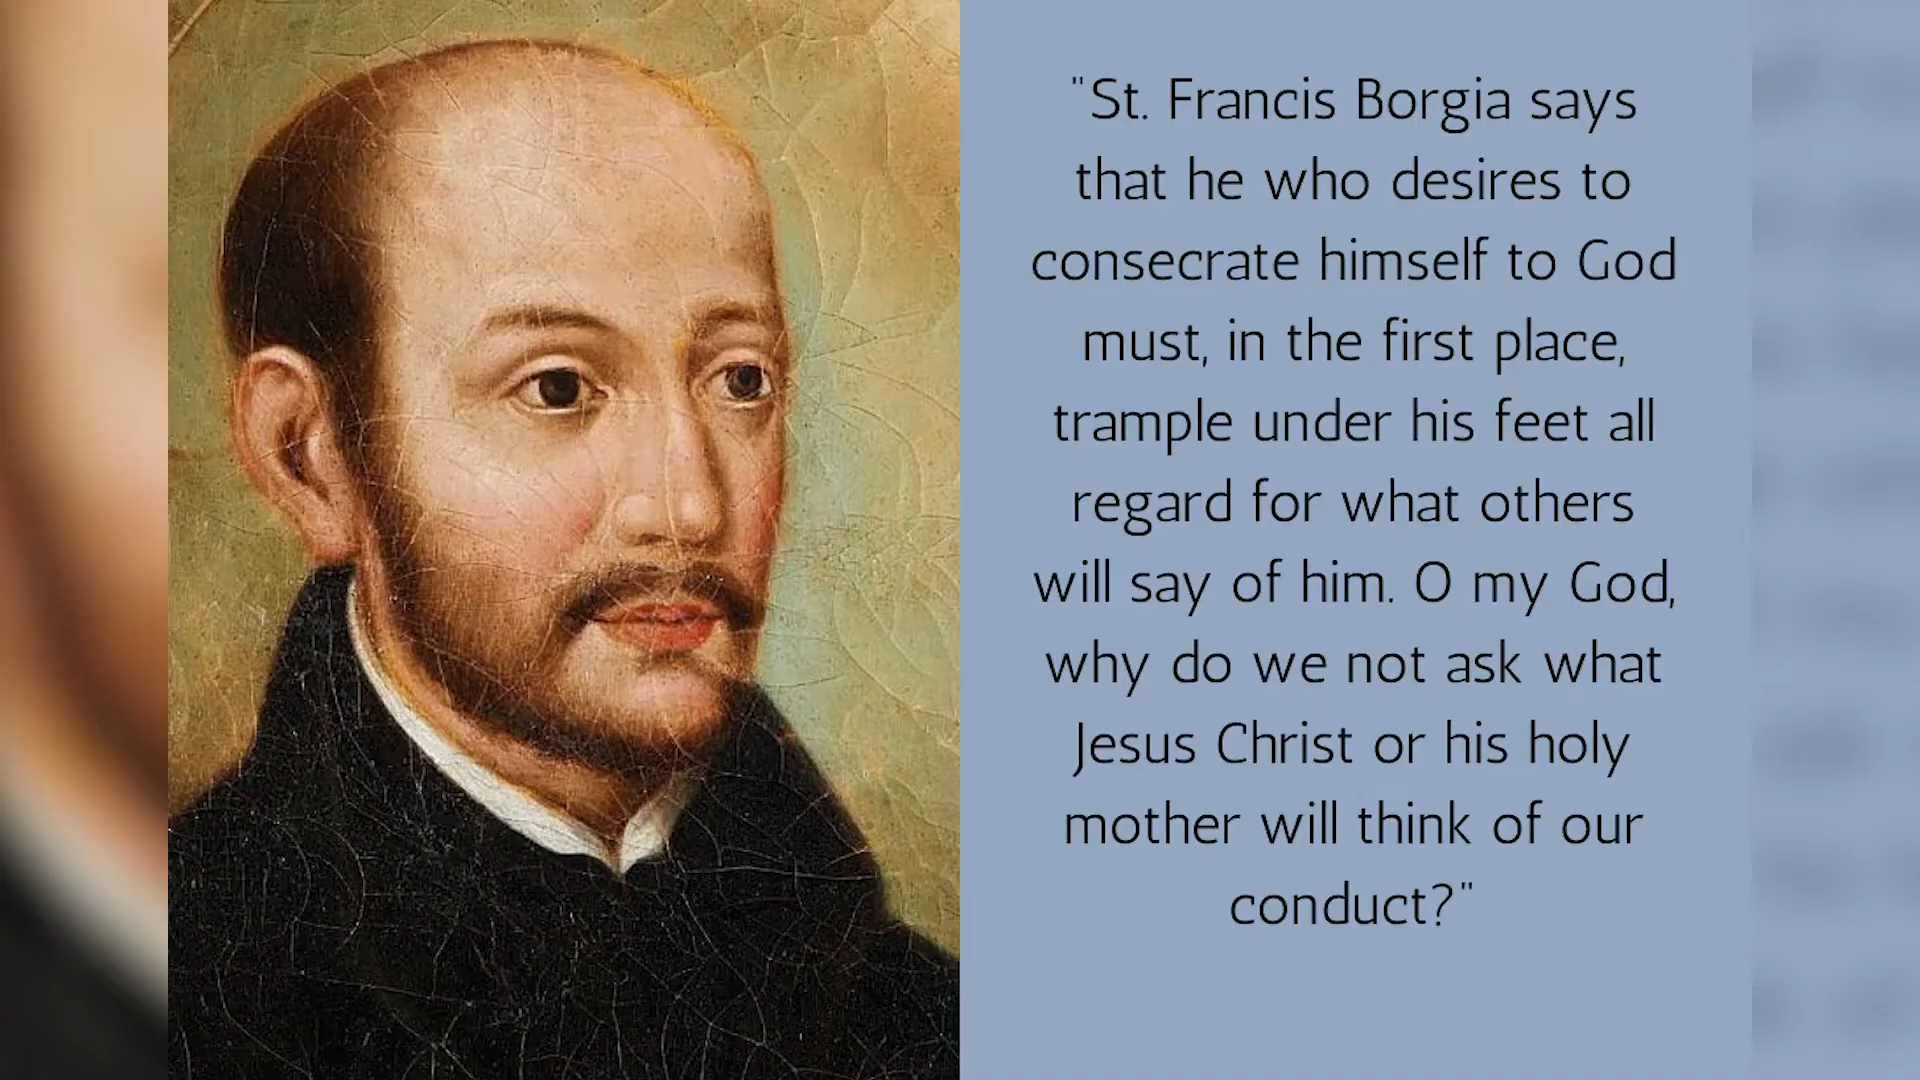 "St. Francis Borgia says
that he who desires to
consecrate himself to God
must, in the first place,
trample under his feet all
regard for what others
will say of him. O my God,
why do we not ask what
Jesus Christ or his holy
mother will think of our
conduct?"